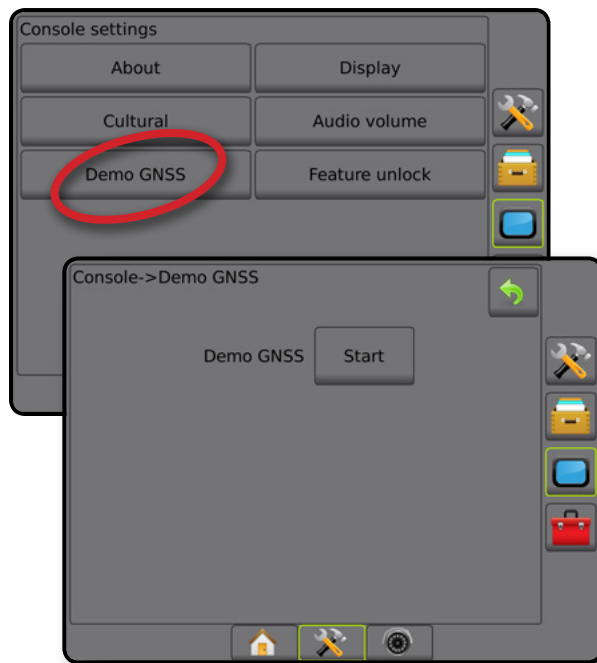 Console settings
About Display
Cultural Audio volume
Demo GNSS Feature unlock
Console->Demo GNSS
Demo GNSS Start